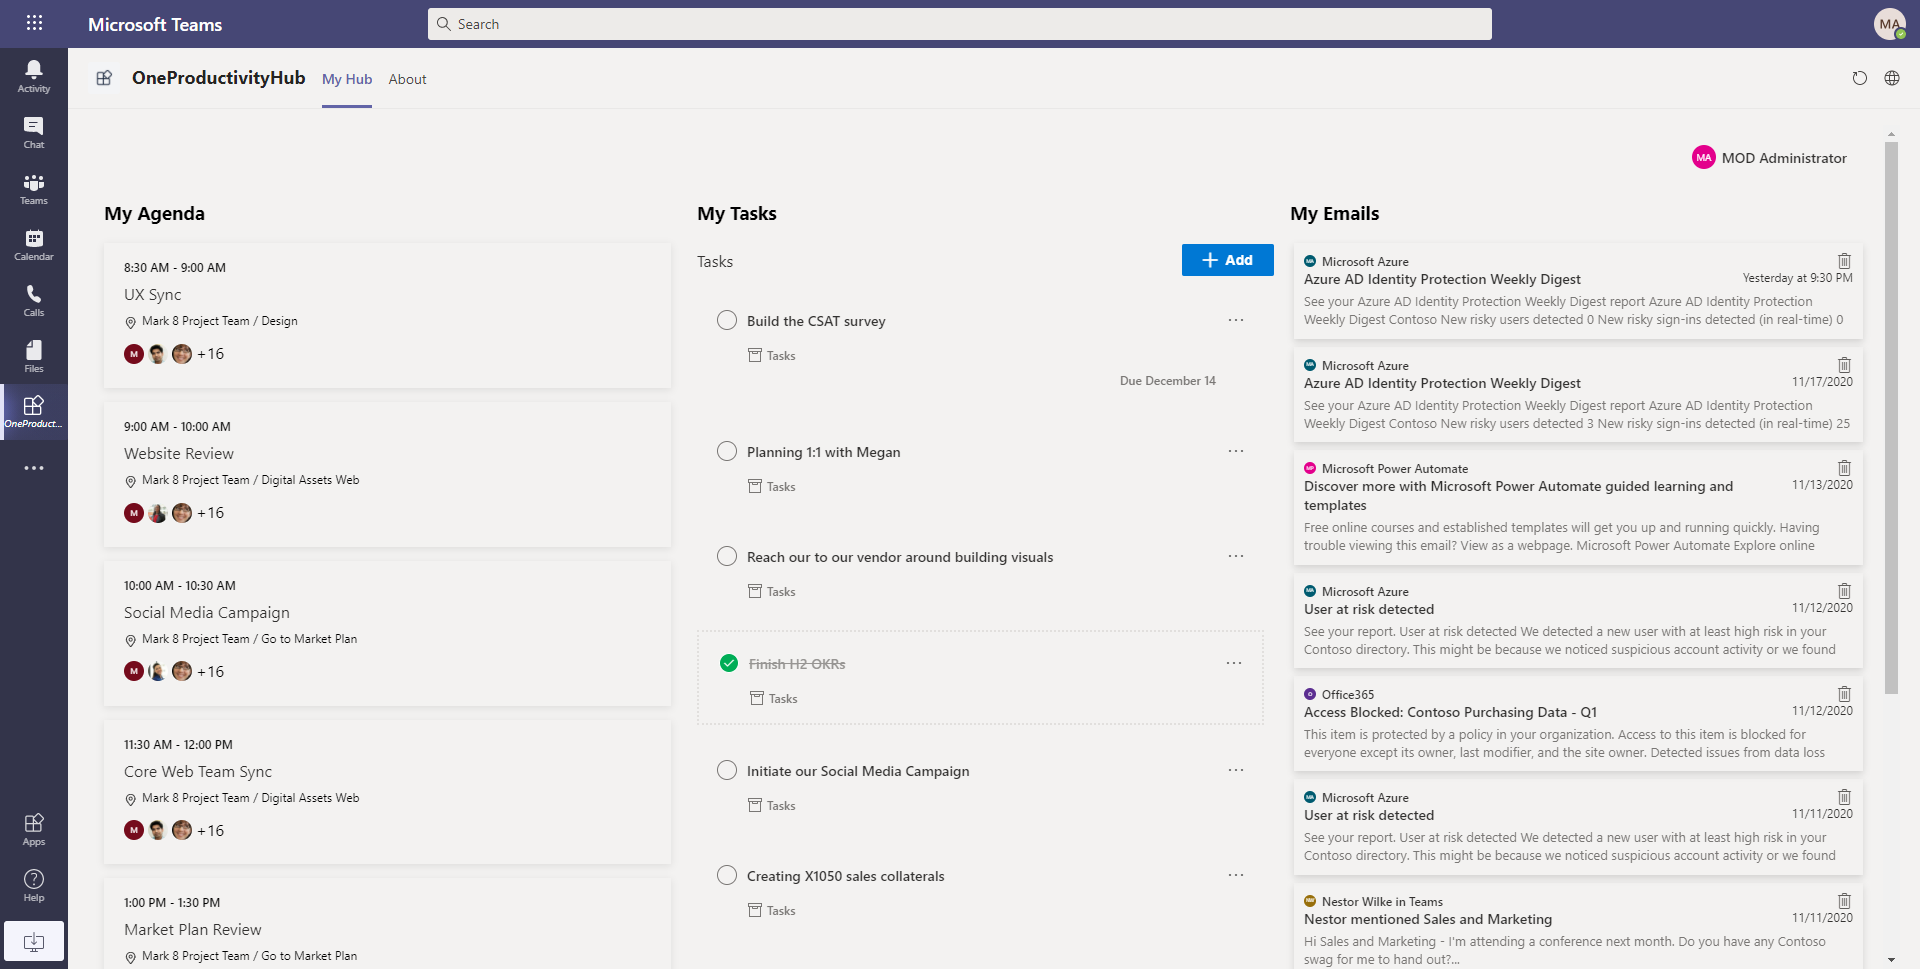 Microsoft Teams
Search
MA
Activity
Chat
Teams
Calendar
Calls
Files
OneProduct...
Apps
Help
OneProductivityHub
My Hub
About
MA MOD Administrator
My Agenda
8:30 AM - 9:00 AM
UX Sync
Mark 8 Project Team / Design
M +16
9:00 AM - 10:00 AM
Website Review
Mark 8 Project Team / Digital Assets Web
M +16
10:00 AM - 10:30 AM
Social Media Campaign
Mark 8 Project Team / Go to Market Plan
M +16
11:30 AM - 12:00 PM
Core Web Team Sync
Mark 8 Project Team / Digital Assets Web
M +16
1:00 PM - 1:30 PM
Market Plan Review
Mark 8 Project Team / Go to Market Plan
My Tasks
Tasks
Add
Build the CSAT survey
Tasks
Due December 14
Planning 1:1 with Megan
Tasks
Reach our to our vendor around building visuals
Tasks
Finish H2 OKRs
Tasks
Initiate our Social Media Campaign
Tasks
Creating X1050 sales collaterals
Tasks
My Emails
MA Microsoft Azure
Azure AD Identity Protection Weekly Digest
Yesterday at 9:30 PM
See your Azure AD Identity Protection Weekly Digest report Azure AD Identity Protection
Weekly Digest Contoso New risky users detected 0 New risky sign-ins detected (in real-time) 0
MA Microsoft Azure
Azure AD Identity Protection Weekly Digest
11/17/2020
See your Azure AD Identity Protection Weekly Digest report Azure AD Identity Protection
Weekly Digest Contoso New risky users detected 3 New risky sign-ins detected (in real-time) 25
MP Microsoft Power Automate
Discover more with Microsoft Power Automate guided learning and
templates
11/13/2020
Free online courses and established templates will get you up and running quickly. Having
trouble viewing this email? View as a webpage. Microsoft Power Automate Explore online
MA Microsoft Azure
User at risk detected
11/12/2020
See your report. User at risk detected We detected a new user with at least high risk in your
Contoso directory. This might be because we noticed suspicious account activity or we found
O Office365
Access Blocked: Contoso Purchasing Data - Q1
11/12/2020
This item is protected by a policy in your organization. Access to this item is blocked for
everyone except its owner, last modifier, and the site owner. Detected issues from data loss
MA Microsoft Azure
User at risk detected
11/11/2020
See your report. User at risk detected We detected a new user with at least high risk in your
Contoso directory. This might be because we noticed suspicious account activity or we found
NW Nestor Wilke in Teams
Nestor mentioned Sales and Marketing
11/11/2020
Hi Sales and Marketing - I'm attending a conference next month. Do you have any Contoso
swag for me to hand out?...